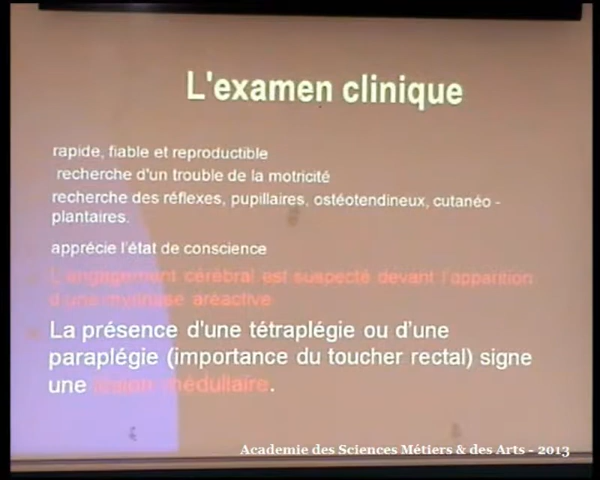 L'examen clinique
rapide, fiable et reproductible
recherche d'un trouble de la motricité
recherche des réflexes, pupillaires, ostéotendineux, cutanéo -
plantaires.
apprécie l'état de conscience
L'engagement cérébral est suspecté devant l'apparition
d'une mydriase aréactive
La présence d'une tétraplégie ou d'une
paraplégie (importance du toucher rectal) signe
une lésion médullaire.
Academie des Sciences Métiers & des Arts - 2013